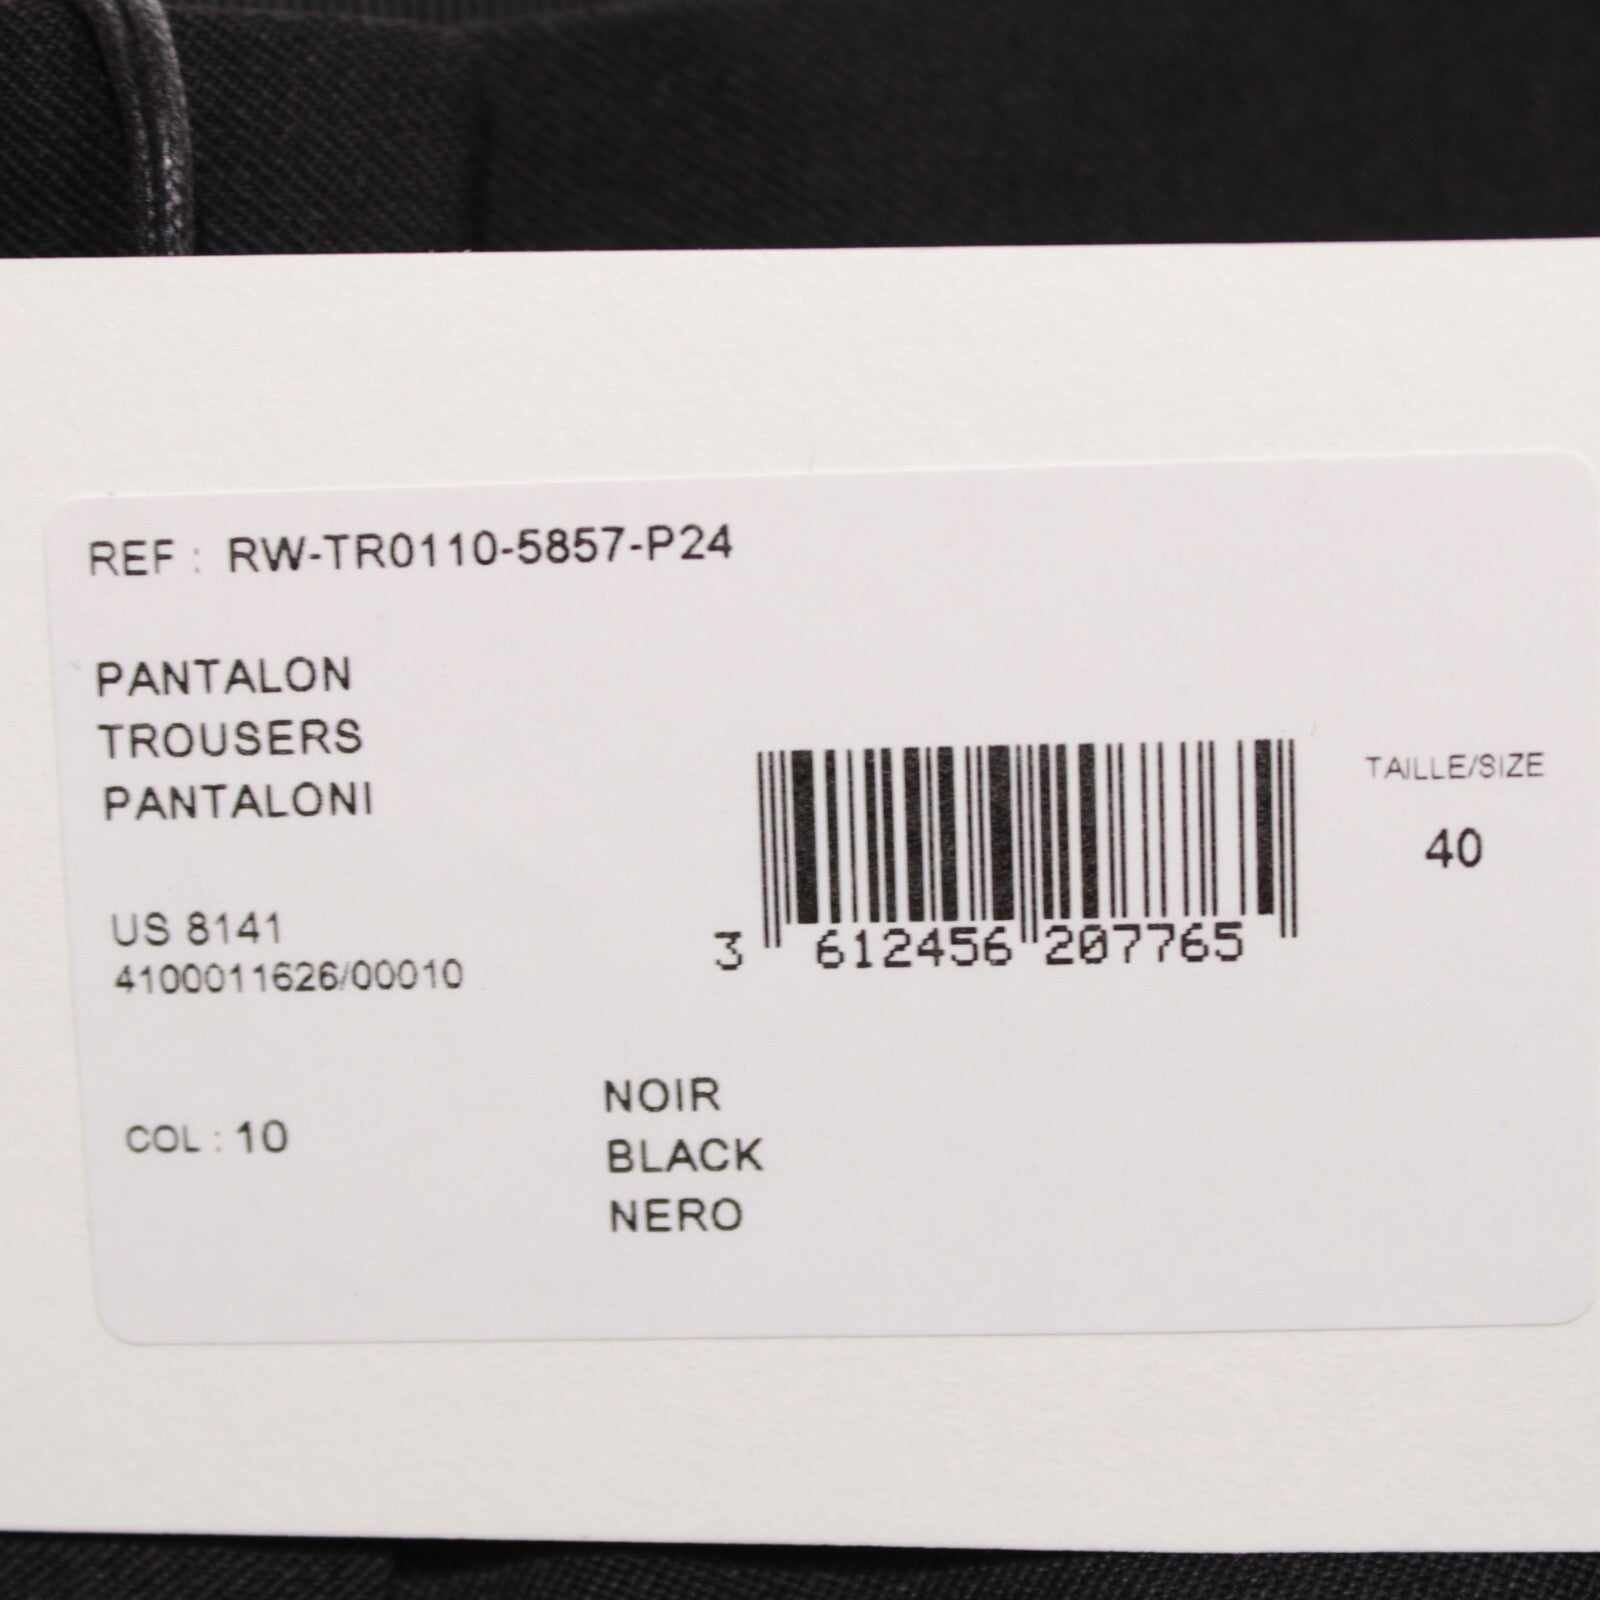 REF : RW-TR0110-5857-P24
PANTALON
TROUSERS
PANTALONI
TAILLE/SIZE
40
US 8141
4100011626/00010
3 612456 207765
COL : 10
NOIR
BLACK
NERO